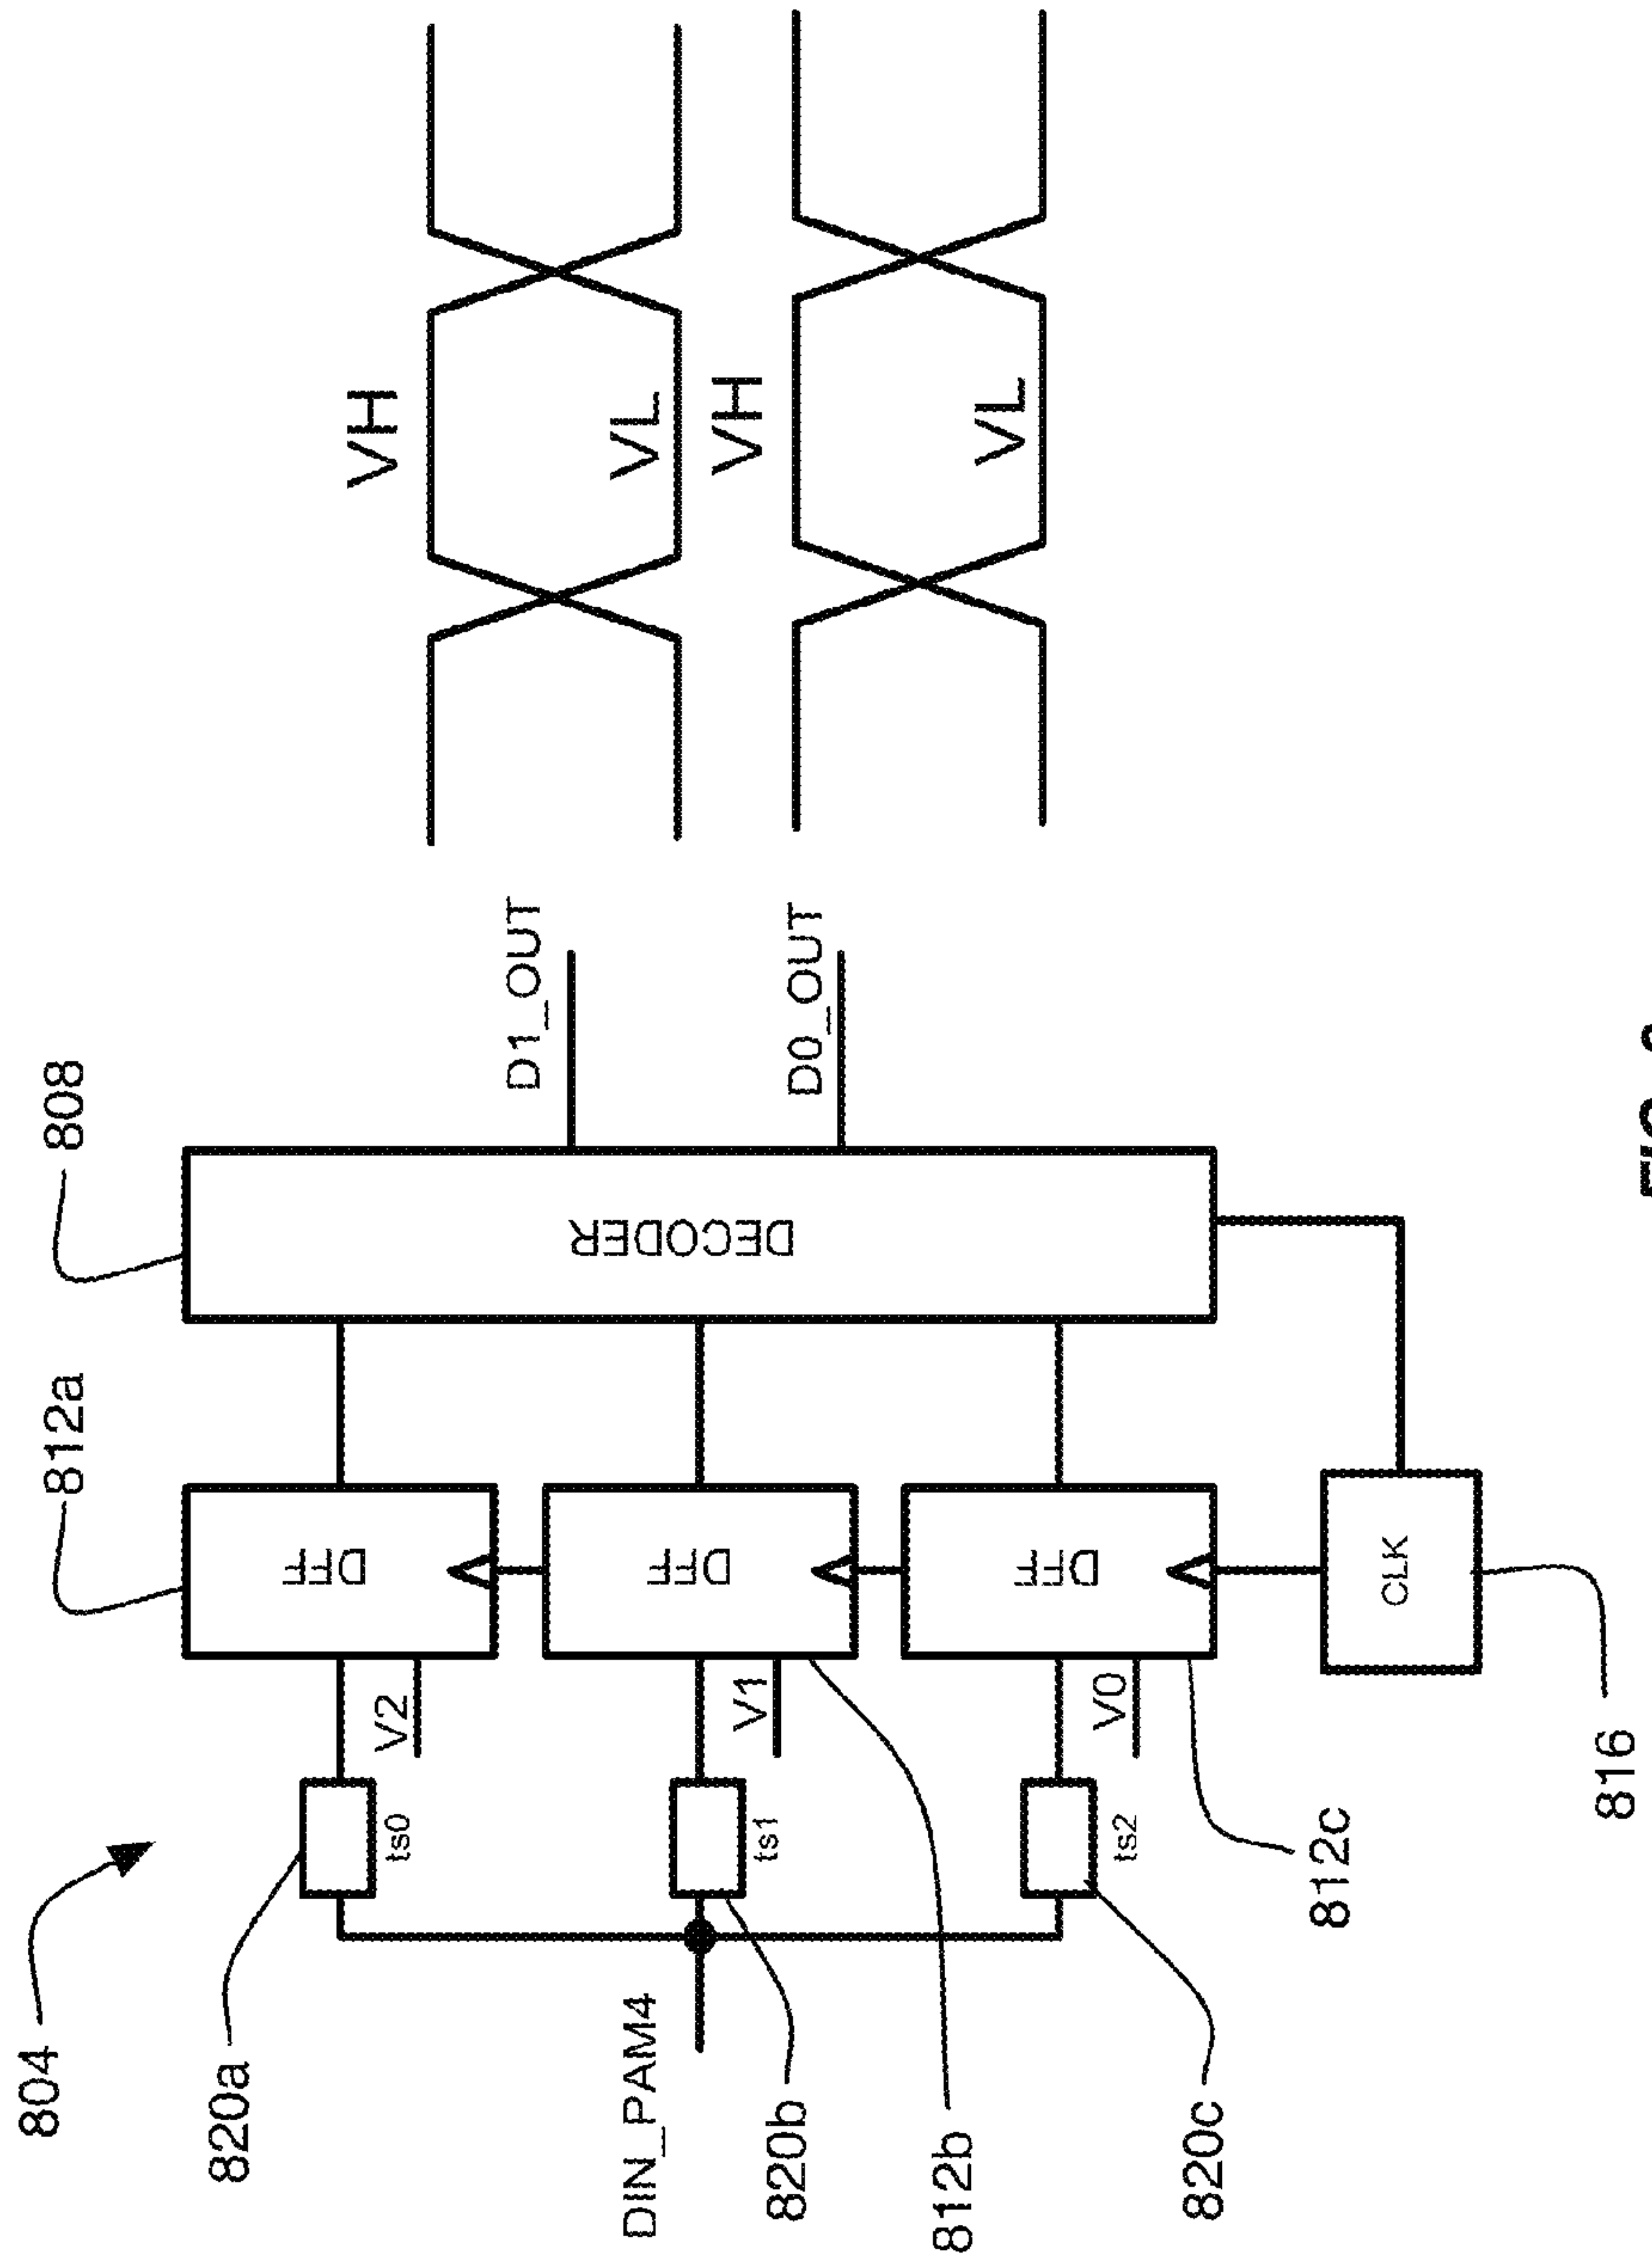 804
812a
808
820a
DFF
VH
V2
ts0
D1_OUT
DIN_PAM4
VL
DECODER
DFF
VH
V1
ts1
820b
D0_OUT
812b
VL
DFF
V0
ts2
820c
812c
CLK
816
FIG.